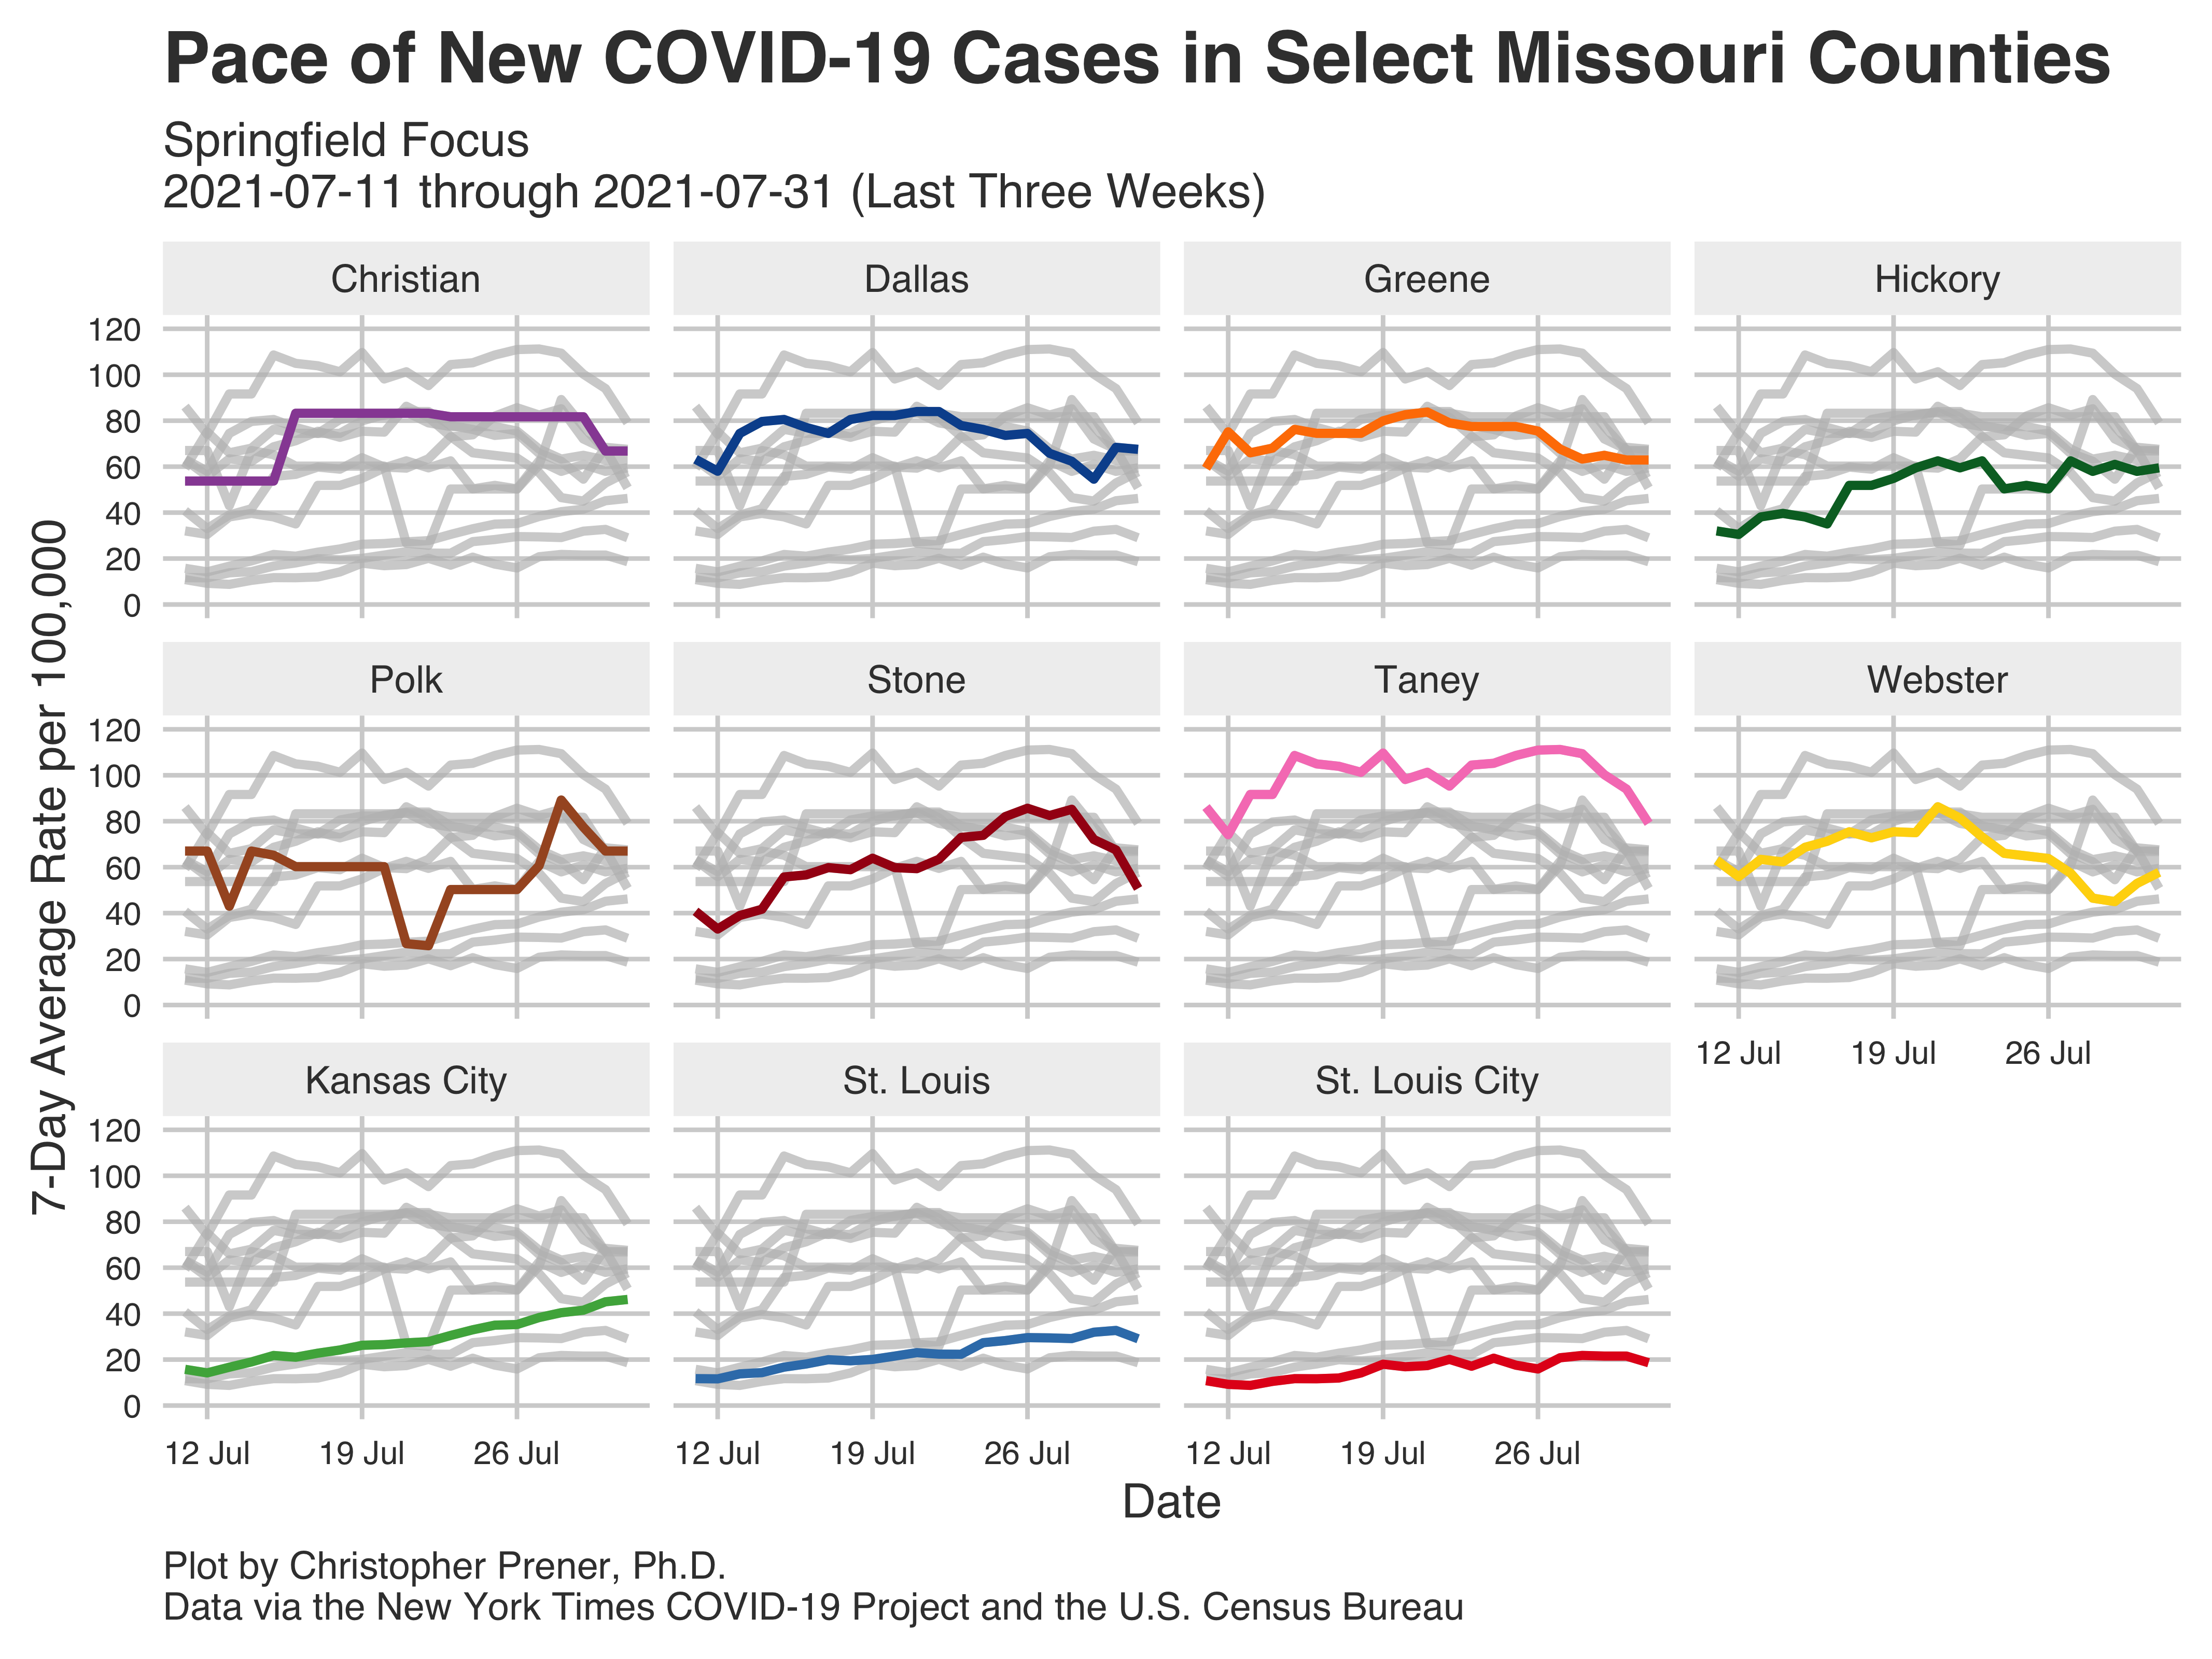 Pace of New COVID-19 Cases in Select Missouri Counties
Springfield Focus
2021-07-11 through 2021-07-31 (Last Three Weeks)
7-Day Average Rate per 100,000
Christian
Dallas
Greene
Hickory
120
100
80
60
40
20
0
Polk
Stone
Taney
Webster
120
100
80
60
40
20
0
12 Jul 19 Jul 26 Jul
Kansas City
St. Louis
St. Louis City
120
100
80
60
40
20
0
12 Jul 19 Jul 26 Jul
12 Jul 19 Jul 26 Jul
12 Jul 19 Jul 26 Jul
Date
Plot by Christopher Prener, Ph.D.
Data via the New York Times COVID-19 Project and the U.S. Census Bureau